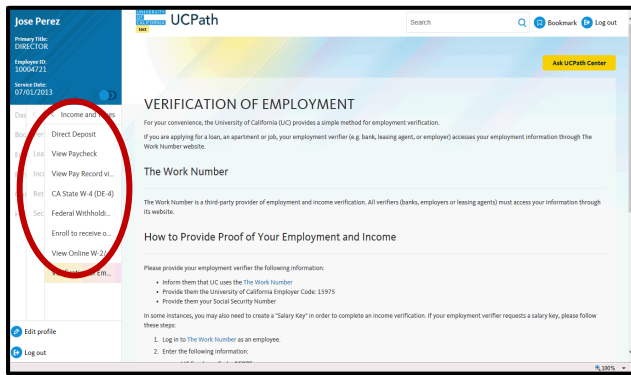 Jose Perez
Primary Title:
DIRECTOR
Employee ID:
10004721
Service Date:
07/01/2013
Income and
Direct Deposit
View Paycheck
View Pay Record vi...
CA State W-4 (DE-4)
Federal Withholdi...
Enroll to receive o...
View Online W-2/
Em...
Edit profile
Log out
UNIVERSITY
OF
CALIFORNIA
test
UCPath
Search
Bookmark
Log out
Ask UCPath Center
VERIFICATION OF EMPLOYMENT
For your convenience, the University of California (UC) provides a simple method for employment verification.
If you are applying for a loan, an apartment or job, your employment verifier (e.g. bank, leasing agent, or employer) accesses your employment information through The
Work Number website.
The Work Number
The Work Number is a third-party provider of employment and income verification. All verifiers (banks, employers or leasing agents) must access your information through
its website.
How to Provide Proof of Your Employment and Income
Please provide your employment verifier the following information:
• Inform them that UC uses the The Work Number
• Provide them the University of California Employer Code: 15975
• Provide them your Social Security Number
In some instances, you may also need to create a "Salary Key" in order to complete an income verification. If your employment verifier requests a salary key, please follow
these steps:
1. Log in to The Work Number as an employee.
2. Enter the following information:
100%